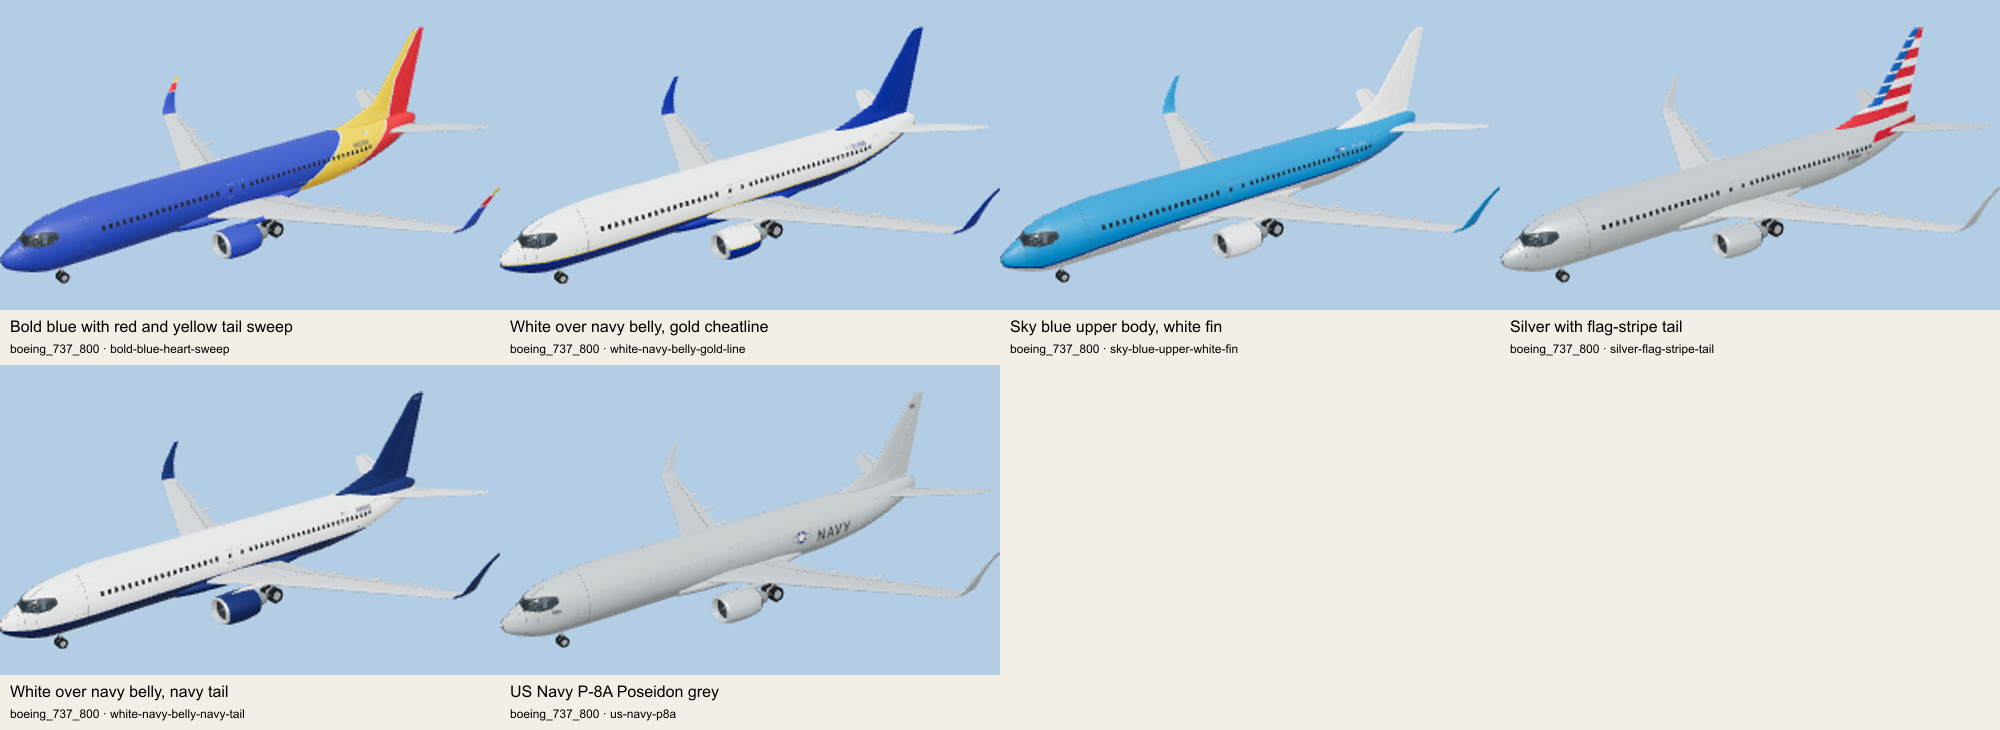 Bold blue with red and yellow tail sweep
boeing_737_800 · bold-blue-heart-sweep
White over navy belly, gold cheatline
boeing_737_800 · white-navy-belly-gold-line
Sky blue upper body, white fin
boeing_737_800 · sky-blue-upper-white-fin
Silver with flag-stripe tail
boeing_737_800 · silver-flag-stripe-tail
NAVY
White over navy belly, navy tail
boeing_737_800 · white-navy-belly-navy-tail
US Navy P-8A Poseidon grey
boeing_737_800 · us-navy-p8a